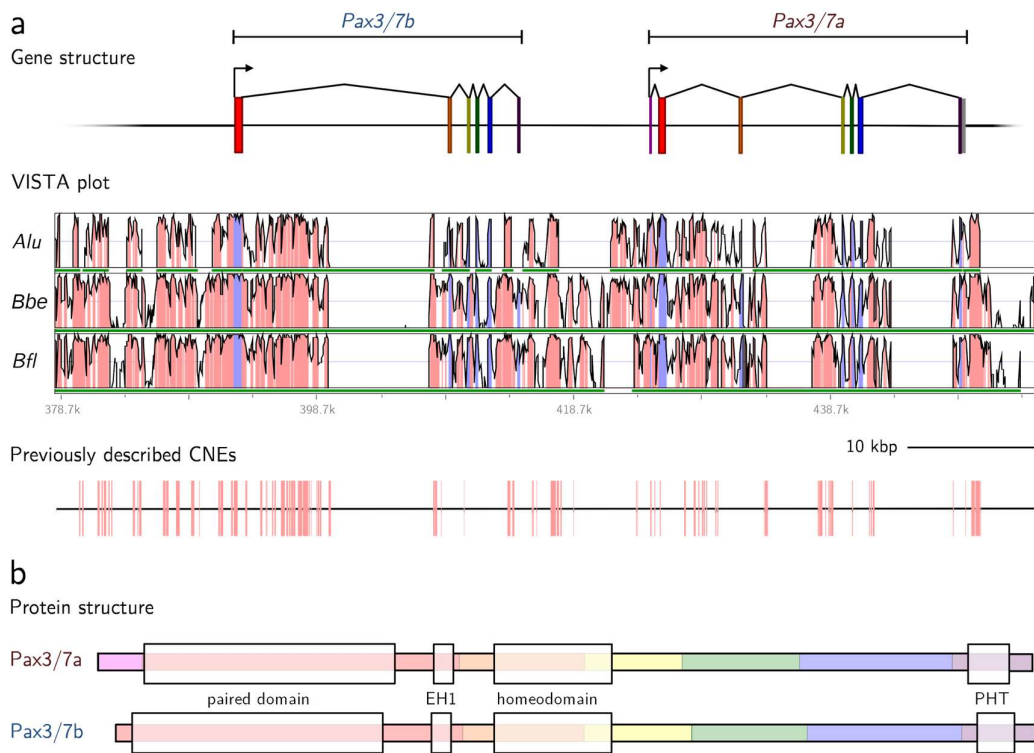 a
Pax3/7b Pax3/7a
Gene structure
VISTA plot
Alu
Bbe
Bfl
378.7k 398.7k 418.7k 438.7k
Previously described CNEs 10 kbp
b
Protein structure
Pax3/7a
paired domain EH1 homeodomain PHT
Pax3/7b